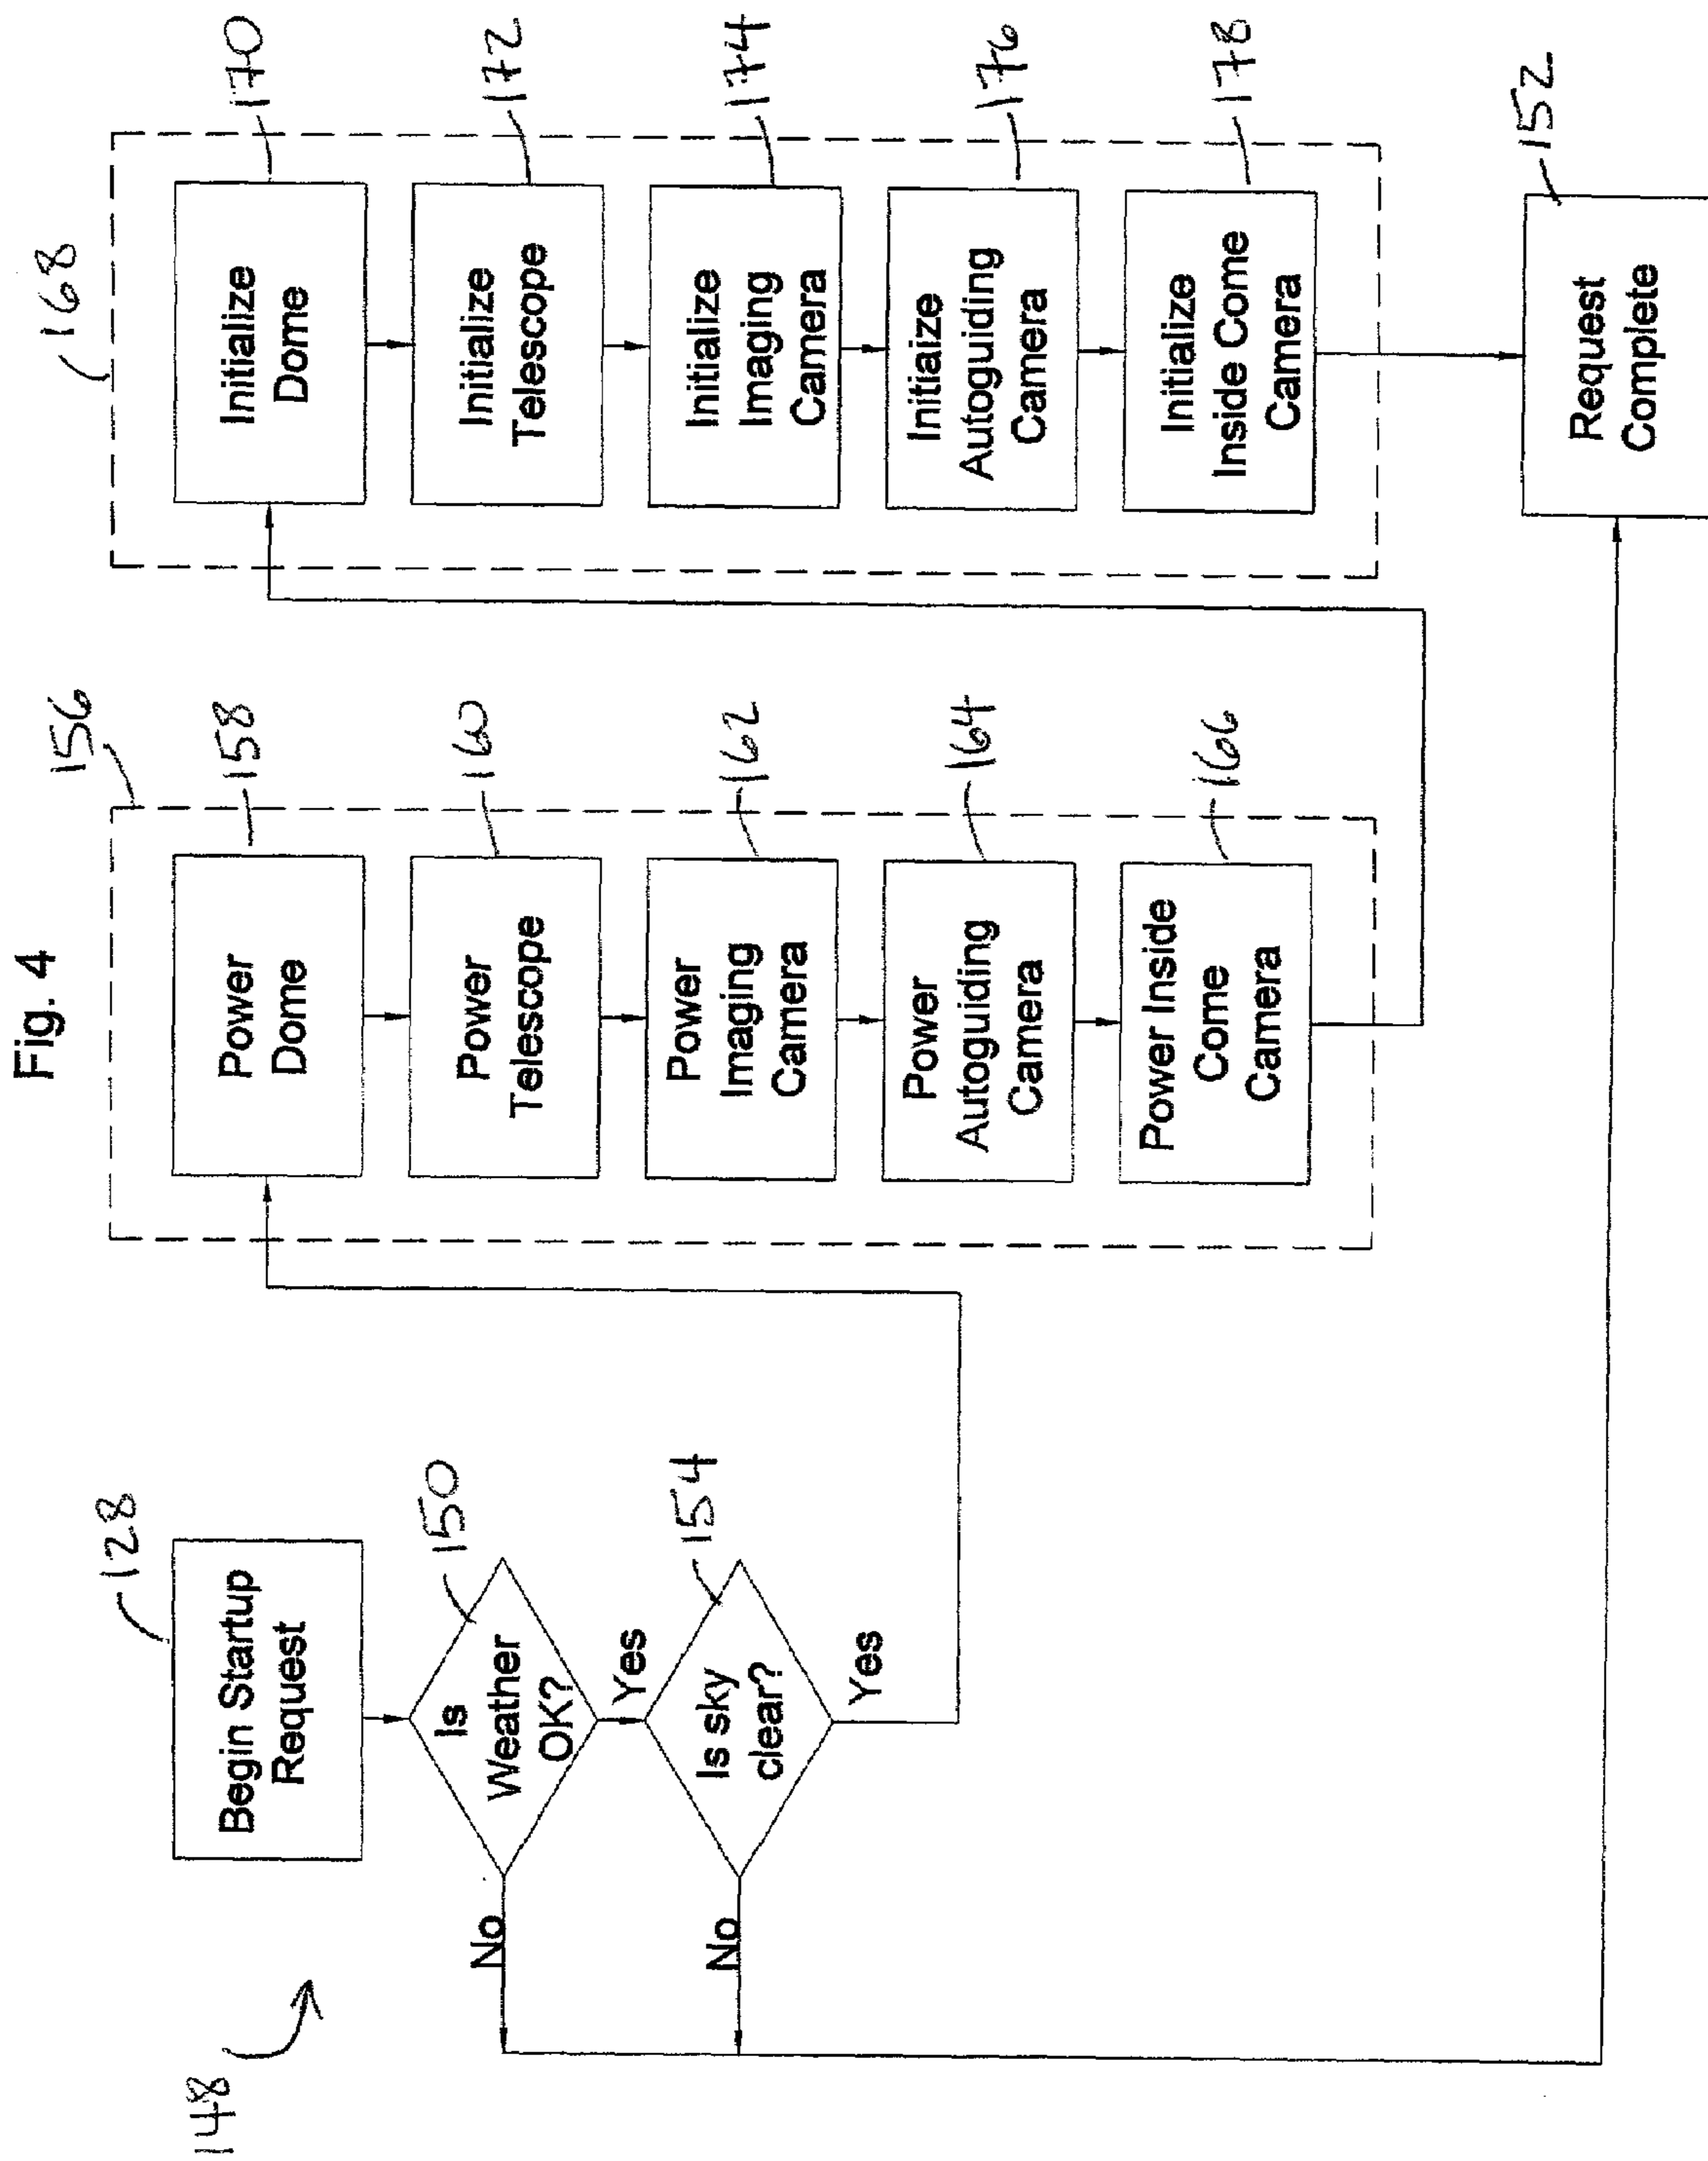 Fig. 4
148
128
Begin Startup
Request
150
Is
Weather
OK?
No
Yes
154
Is sky
clear?
No
Yes
156
Power
Dome
158
Power
Telescope
160
Power
Imaging
Camera
162
Power
Autoguiding
Camera
164
Power Inside
Come
Camera
166
168
Initialize
Dome
170
Initialize
Telescope
172
Initialize
Imaging
Camera
174
Initiaize
Autoguiding
Camera
176
Initialize
Inside Come
Camera
178
152
Request
Complete